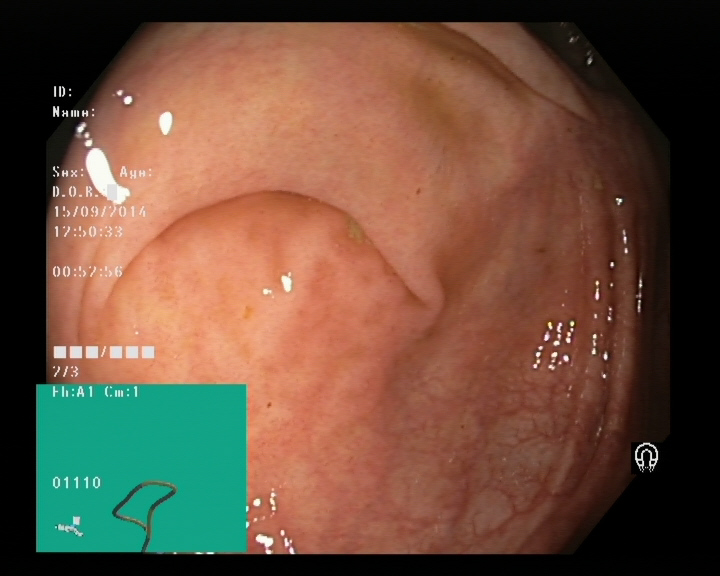 ID:
Name:
Sex: Age:
D.O.B.:
15/09/2014
12:50:33
00:52:56
■■■/■■■
2/3
Eh:A1 Cm:1
01110